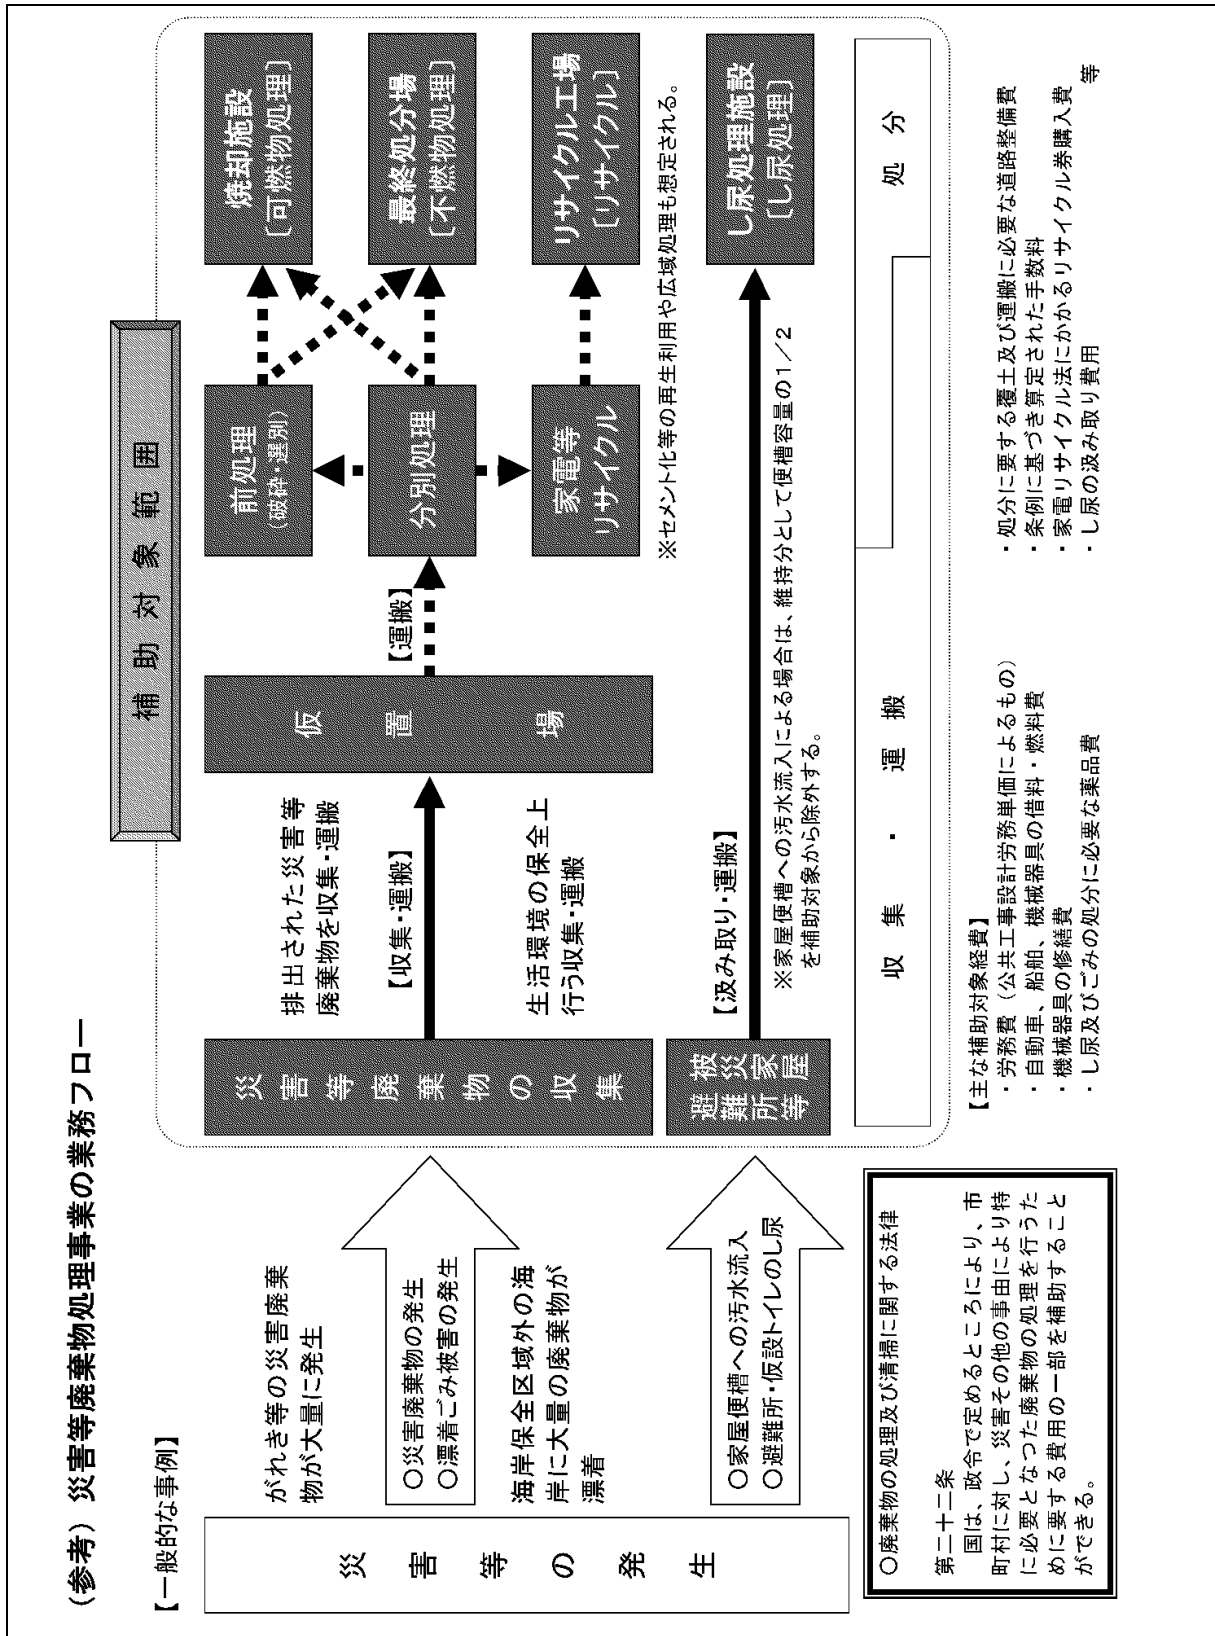 (参考) 災害等廃棄物処理事業の業務フロー
【一般的な事例】
補助対象範囲
災害等の発生
がれき等の災害廃棄
物が大量に発生
○災害廃棄物の発生
○漂着ごみ被害の発生
海岸保全区域外の海
岸に大量の廃棄物が
漂着
○家屋便槽への汚水流入
○避難所・仮設トイレのし尿
災害等廃棄物の収集
被災家屋
避難所等
排出された災害等
廃棄物を収集・運搬
【収集・運搬】
生活環境の保全上
行う収集・運搬
仮置場
【運搬】
前処理
(破砕・選別)
分別処理
家電等
リサイクル
焼却施設
[可燃物処理]
最終処分場
[不燃物処理]
リサイクル工場
[リサイクル]
※セメント化等の再生利用や広域処理も想定される。
【汲み取り・運搬】
し尿処理施設
[し尿処理]
※家屋便槽への汚水流入による場合は、維持分として便槽容量の1/2
を補助対象から除外する。
収集・運搬
処分
○廃棄物の処理及び清掃に関する法律
第二十二条
国は、政令で定めるところにより、市
町村に対し、災害その他の事由により特
に必要となつた廃棄物の処理を行うた
めに要する費用の一部を補助すること
ができる。
【主な補助対象経費】
・労務費(公共工事設計労務単価によるもの)
・自動車、船舶、機械器具の借料・燃料費
・機械器具の修繕費
・し尿及びごみの処分に必要な薬品費
・処分に要する覆土及び運搬に必要な道路整備費
・条例に基づき算定された手数料
・家電リサイクル法にかかるリサイクル券購入費
・し尿の汲み取り費用 等